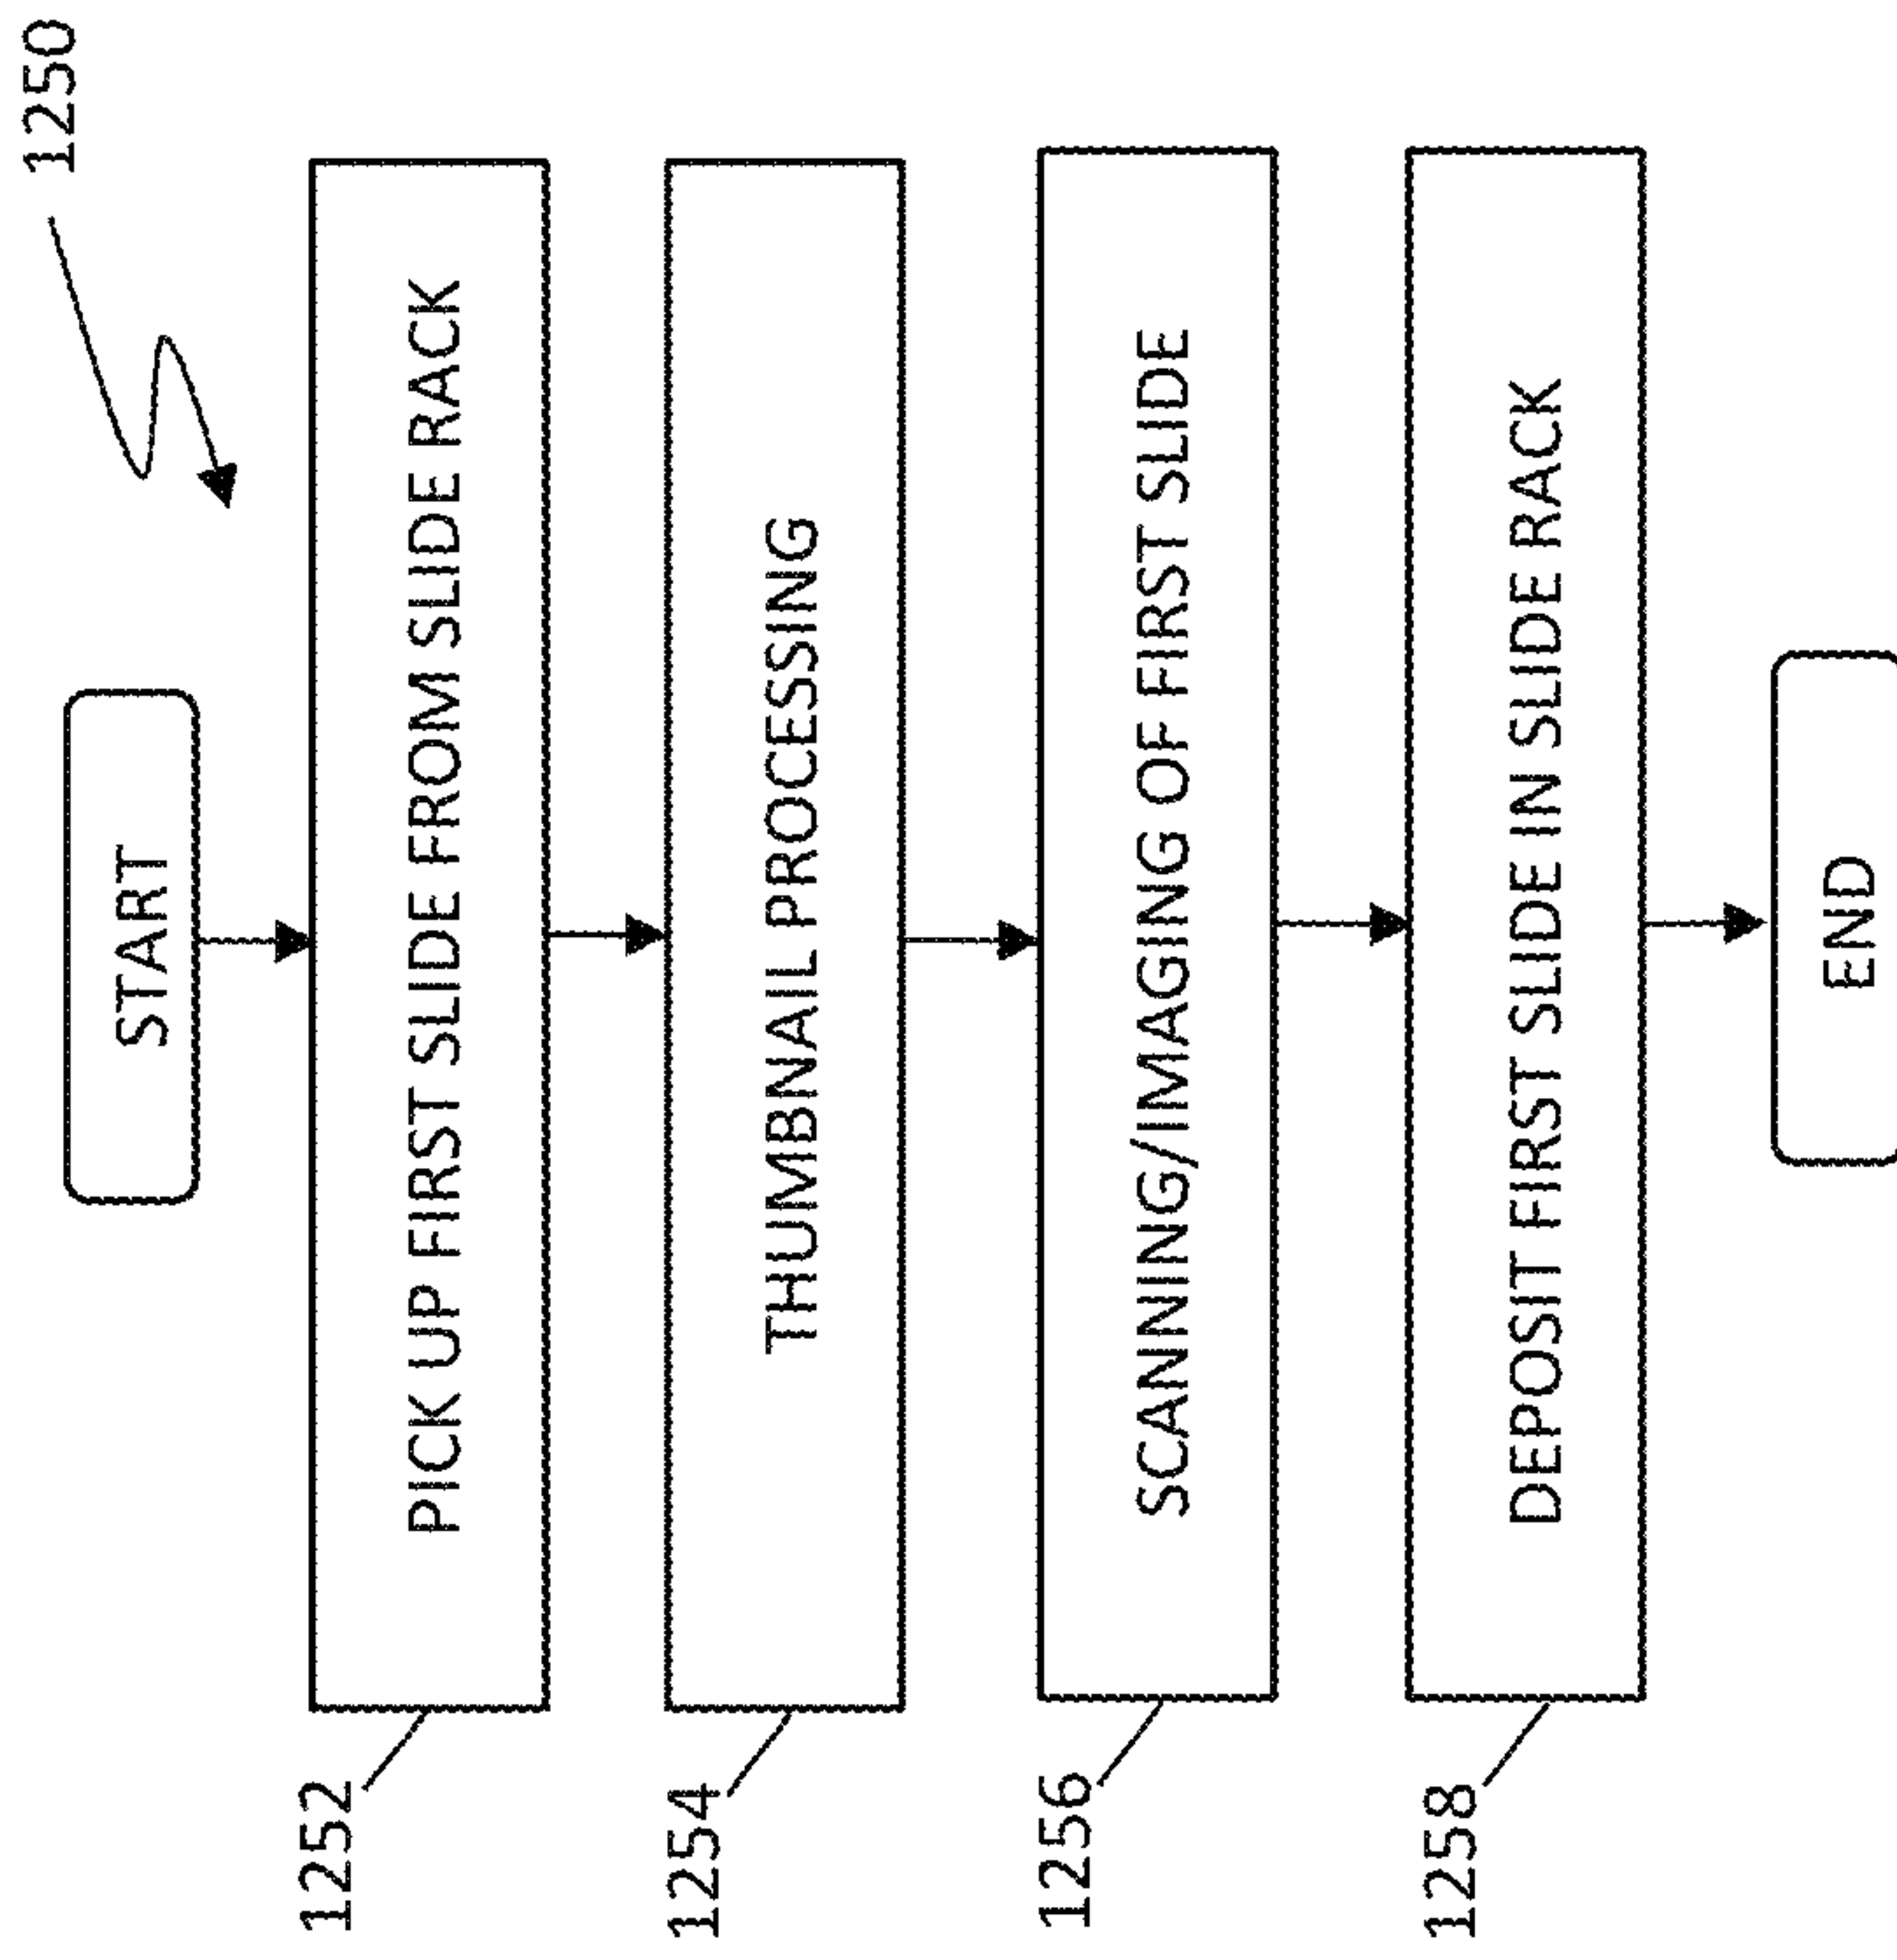 1250
START
1252
PICK UP FIRST SLIDE FROM SLIDE RACK
1254
THUMBNAIL PROCESSING
1256
SCANNING/IMAGING OF FIRST SLIDE
1258
DEPOSIT FIRST SLIDE IN SLIDE RACK
END